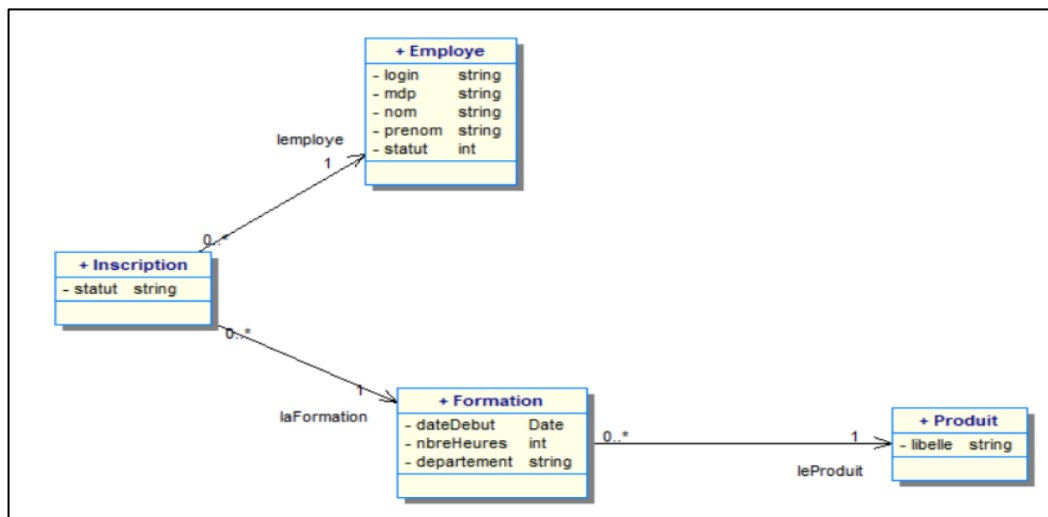 + Employe
- login string
- mdp string
- nom string
- prenom string
- statut int
lemploye
1
0..*
+ Inscription
- statut string
0..*
1
laFormation
+ Formation
- dateDebut Date
- nbreHeures int
- departement string
0..*
1
leProduit
+ Produit
- libelle string